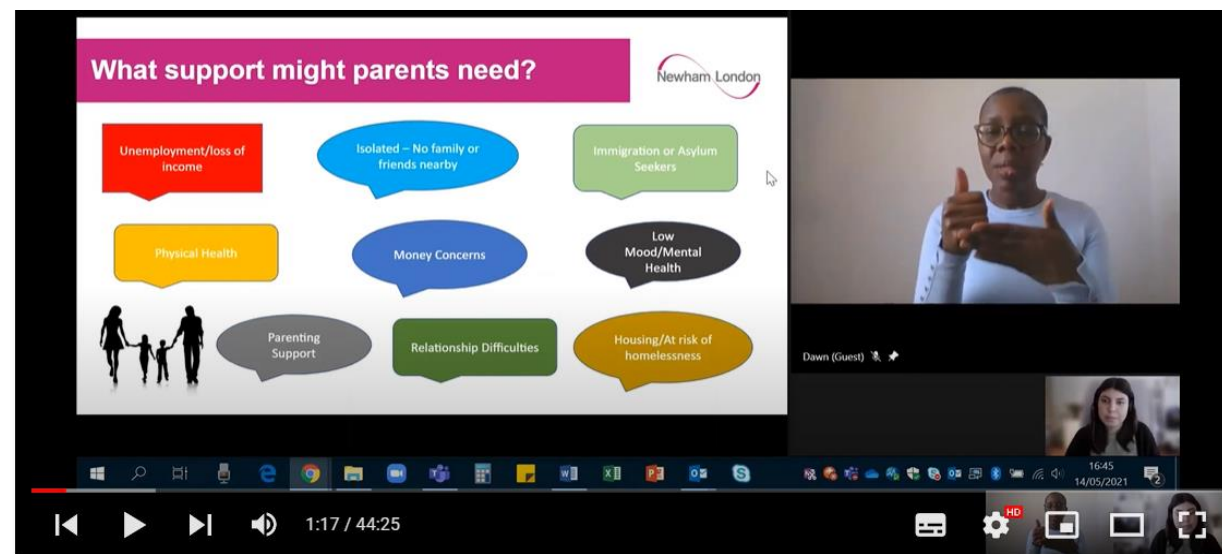 What support might parents need?
Newham London
Unemployment/loss of
income
Isolated – No family or
friends nearby
Immigration or Asylum
Seekers
Physical Health
Money Concerns
Low
Mood/Mental
Health
Parenting
Support
Relationship Difficulties
Housing/At risk of
homelessness
Dawn (Guest)
16:45
14/05/2021
2
1:17 / 44:25
HD